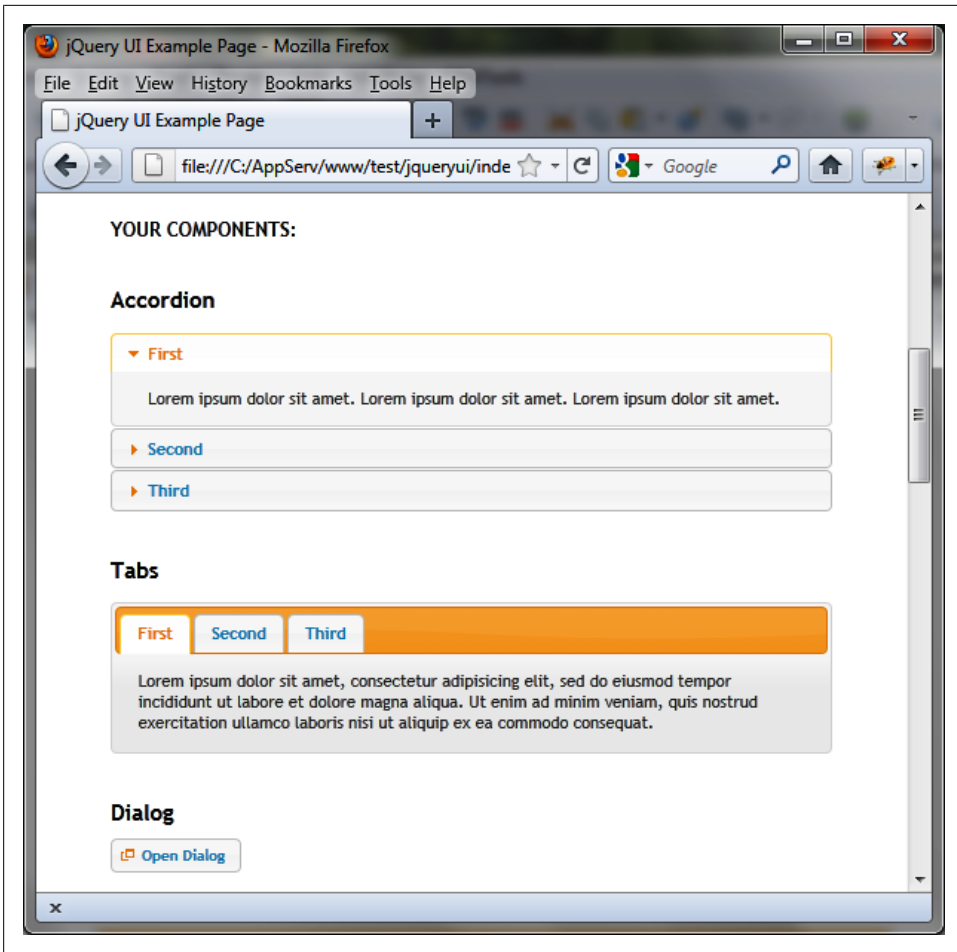 jQuery UI Example Page - Mozilla Firefox
File Edit View History Bookmarks Tools Help
jQuery UI Example Page
file:///C:/AppServ/www/test/jqueryui/inde
Google
YOUR COMPONENTS:
Accordion
First
Lorem ipsum dolor sit amet. Lorem ipsum dolor sit amet. Lorem ipsum dolor sit amet.
Second
Third
Tabs
First Second Third
Lorem ipsum dolor sit amet, consectetur adipisicing elit, sed do eiusmod tempor
incididunt ut labore et dolore magna aliqua. Ut enim ad minim veniam, quis nostrud
exercitation ullamco laboris nisi ut aliquip ex ea commodo consequat.
Dialog
Open Dialog